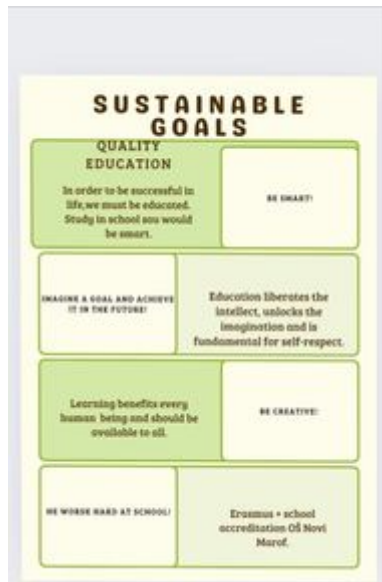 SUSTAINABLE
GOALS
QUALITY
EDUCATION
In order to be successful in
life,we must be educated.
Study in school sou would
be smart.
BE SMART!
IMAGINE A GOAL AND ACHIEVE
IT IN THE FUTURE!
Education liberates the
intellect, unlocks the
imagination and is
fundamental for self-respect.
Learning benefits every
human being and should be
available to all.
BE CREATIVE!
WE WORSE HARD AT SCHOOL!
Erasmus + school
accreditation OŠ Novi
Marof.